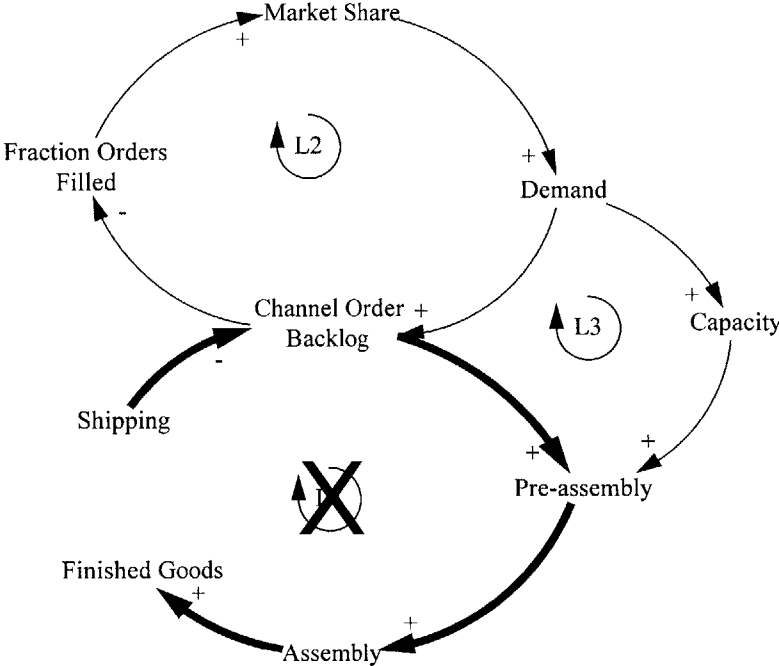 Market Share
+
L2
Fraction Orders
Filled
+
Demand
-
+
Capacity
Channel Order
Backlog
+
L3
-
Shipping
+
+
Pre-assembly
Finished Goods
+
+
Assembly